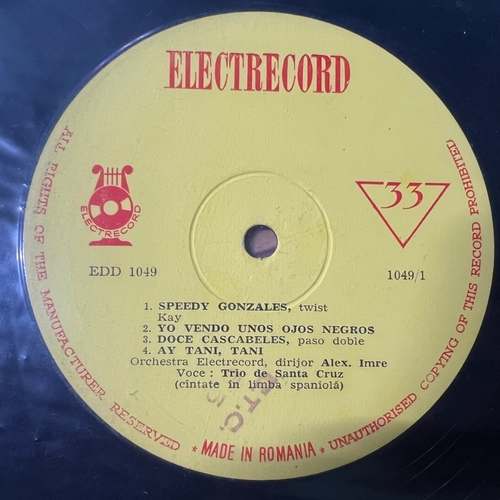 ELECTRECORD
ELECTRECORD
33
EDD 1049
1049/1
1. SPEEDY GONZALES, twist
Kay
2. YO VENDO UNOS OJOS NEGROS
3. DOCE CASCABELES, paso doble
4. AY TANI, TANI
Orchestra Electrecord, dirijor Alex. Imre
Voce : Trio de Santa Cruz
(cîntate în limba spaniolă)
ALL RIGHTS OF THE MANUFACTURER RESERVED
* MADE IN ROMANIA *
UNAUTHORISED COPYING OF THIS RECORD PROHIBITED